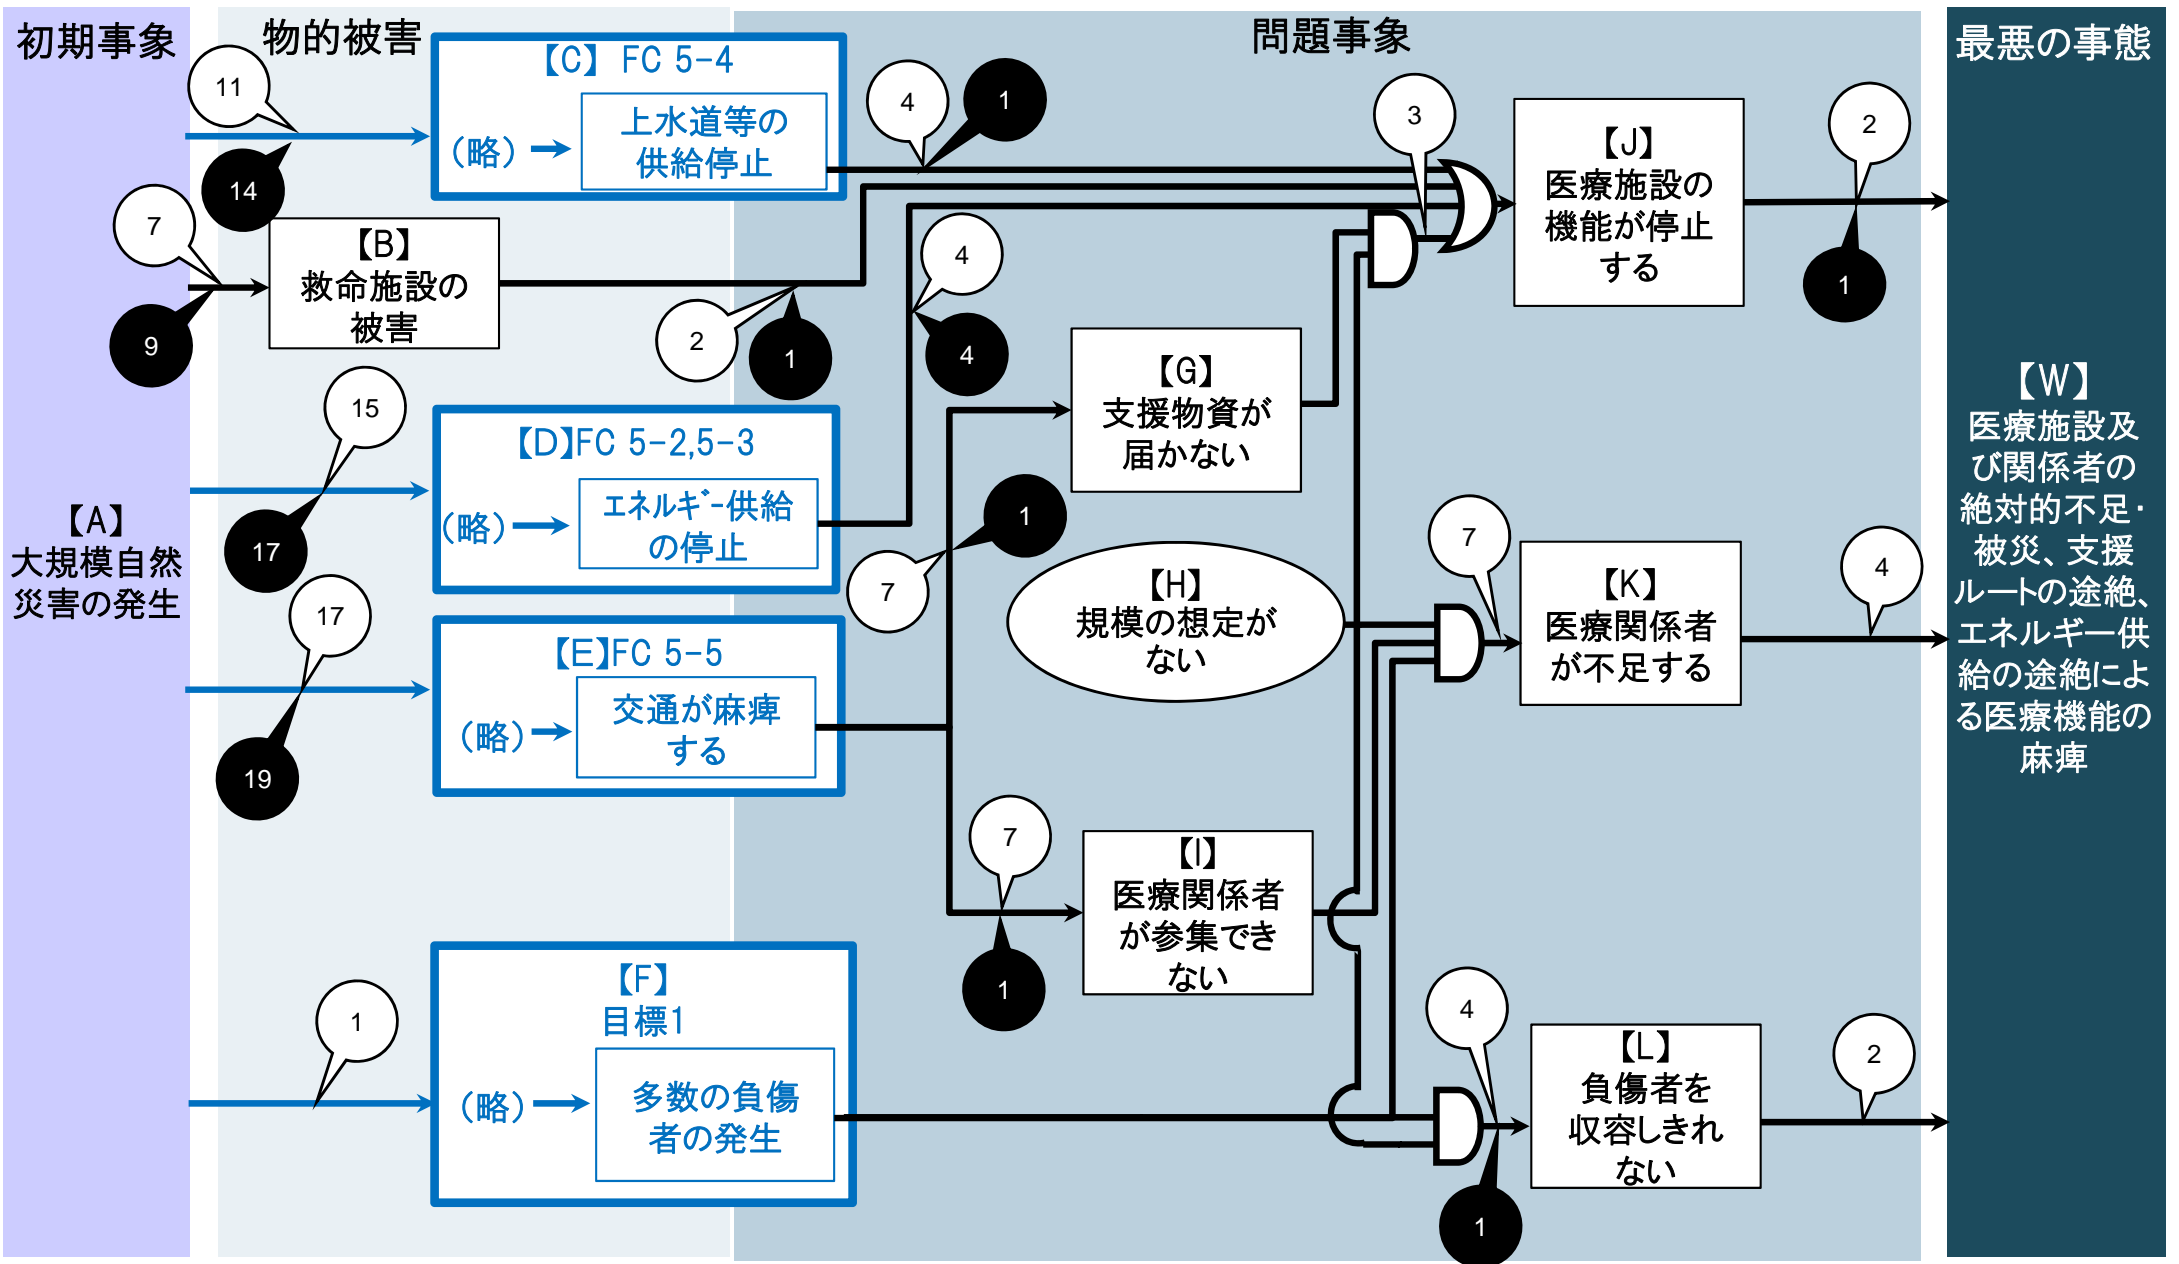 初期事象
物的被害
問題事象
最悪の事態
【A】
大規模自然
災害の発生
11
14
7
9
15
17
17
19
1
【C】 FC 5-4
(略)
上水道等の
供給停止
【B】
救命施設の
被害
【D】FC 5-2,5-3
(略)
エネルギー供給
の停止
【E】FC 5-5
(略)
交通が麻痺
する
【F】
目標1
(略)
多数の負傷
者の発生
4
1
2
1
4
4
7
1
7
1
3
【G】
支援物資が
届かない
【H】
規模の想定が
ない
【I】
医療関係者
が参集でき
ない
7
4
1
【J】
医療施設の
機能が停止
する
【K】
医療関係者
が不足する
【L】
負傷者を
収容しきれ
ない
2
1
4
2
【W】
医療施設及
び関係者の
絶対的不足・
被災、支援
ルートの途絶、
エネルギー供
給の途絶によ
る医療機能の
麻痺